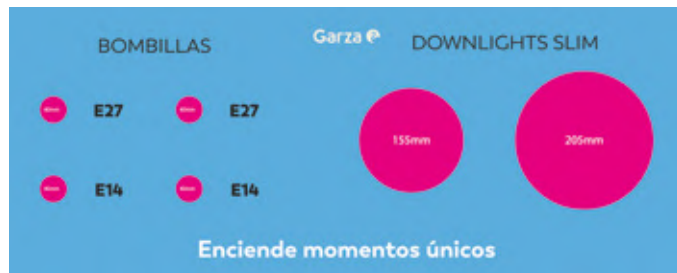 Garza
BOMBILLAS
DOWNLIGHTS SLIM
E27
E27
155mm
205mm
E14
E14
Enciende momentos únicos